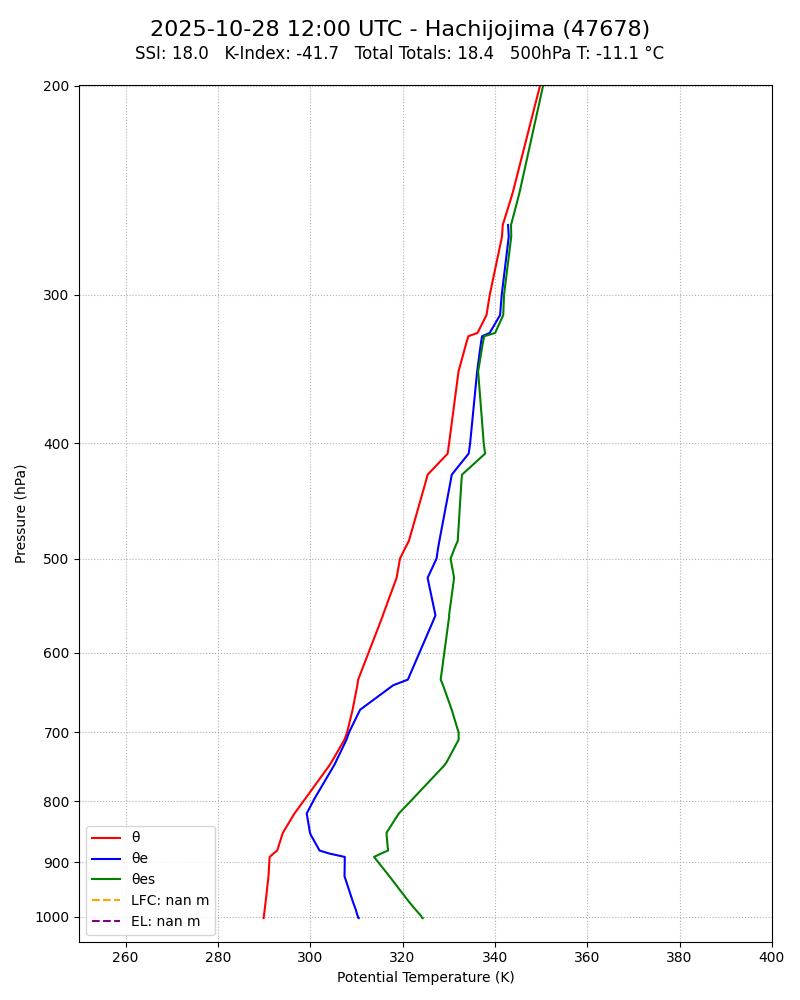 2025-10-28 12:00 UTC - Hachijojima (47678)
SSI: 18.0   K-Index: -41.7   Total Totals: 18.4   500hPa T: -11.1 °C
200
300
400
500
600
700
800
900
1000
Pressure (hPa)
θ
θe
θes
LFC: nan m
EL: nan m
260
280
300
320
340
360
380
400
Potential Temperature (K)